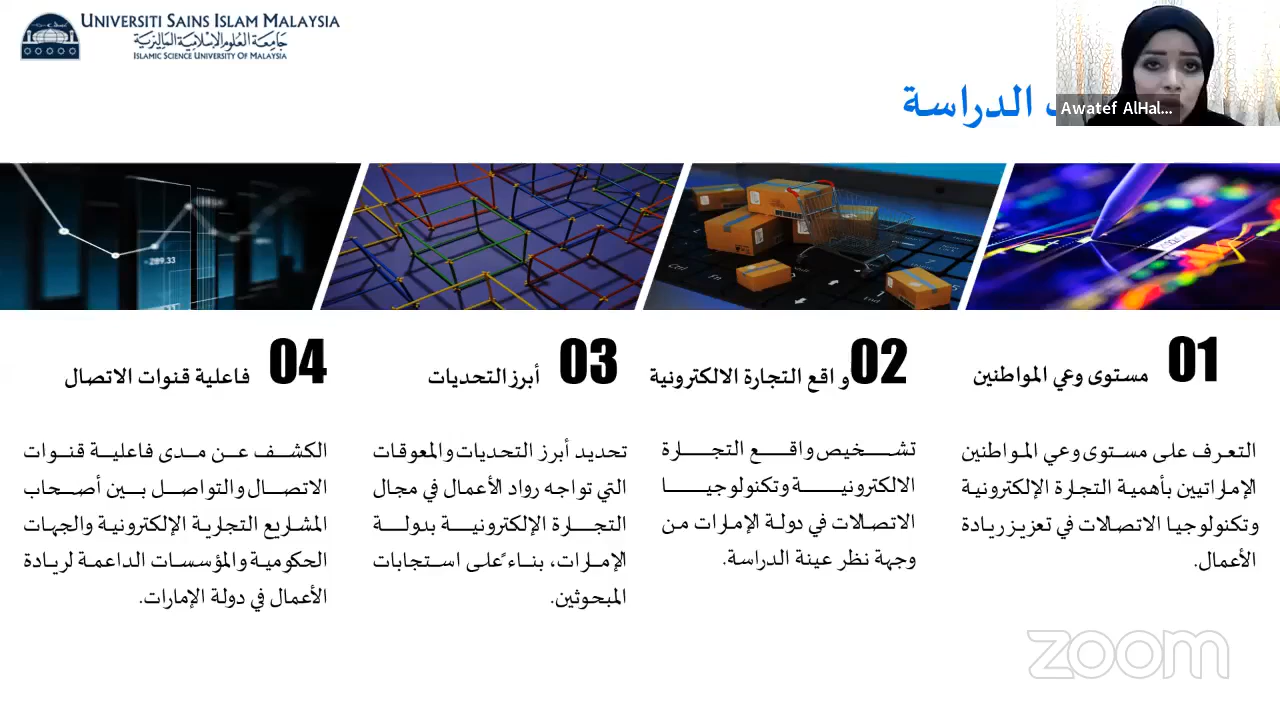 UNIVERSITI SAINS ISLAM MALAYSIA
جامعة العلوم الإسلامية الماليزية
ISLAMIC SCIENCE UNIVERSITY OF MALAYSIA
Awatef AlHal...
الدراسة
-289.33
01
مستوى وعي المواطنين
التعرف على مستوى وعي المواطنين
الإماراتيين بأهمية التجارة الإلكترونية
وتكنولوجيا الاتصالات في تعزيز ريادة
الأعمال.
02
واقع التجارة الالكترونية
تشخيص واقع التجارة
الالكترونية وتكنولوجيا
الاتصالات في دولة الإمارات من
وجهة نظر عينة الدراسة.
03
أبرز التحديات
تحديد أبرز التحديات والمعوقات
التي تواجه رواد الأعمال في مجال
التجارة الإلكترونية بدولة
الإمارات، بناءً على استجابات
المبحوثين.
04
فاعلية قنوات الاتصال
الكشف عن مدى فاعلية قنوات
الاتصال والتواصل بين أصحاب
المشاريع التجارية الإلكترونية والجهات
الحكومية والمؤسسات الداعمة لريادة
الأعمال في دولة الإمارات.
zoom